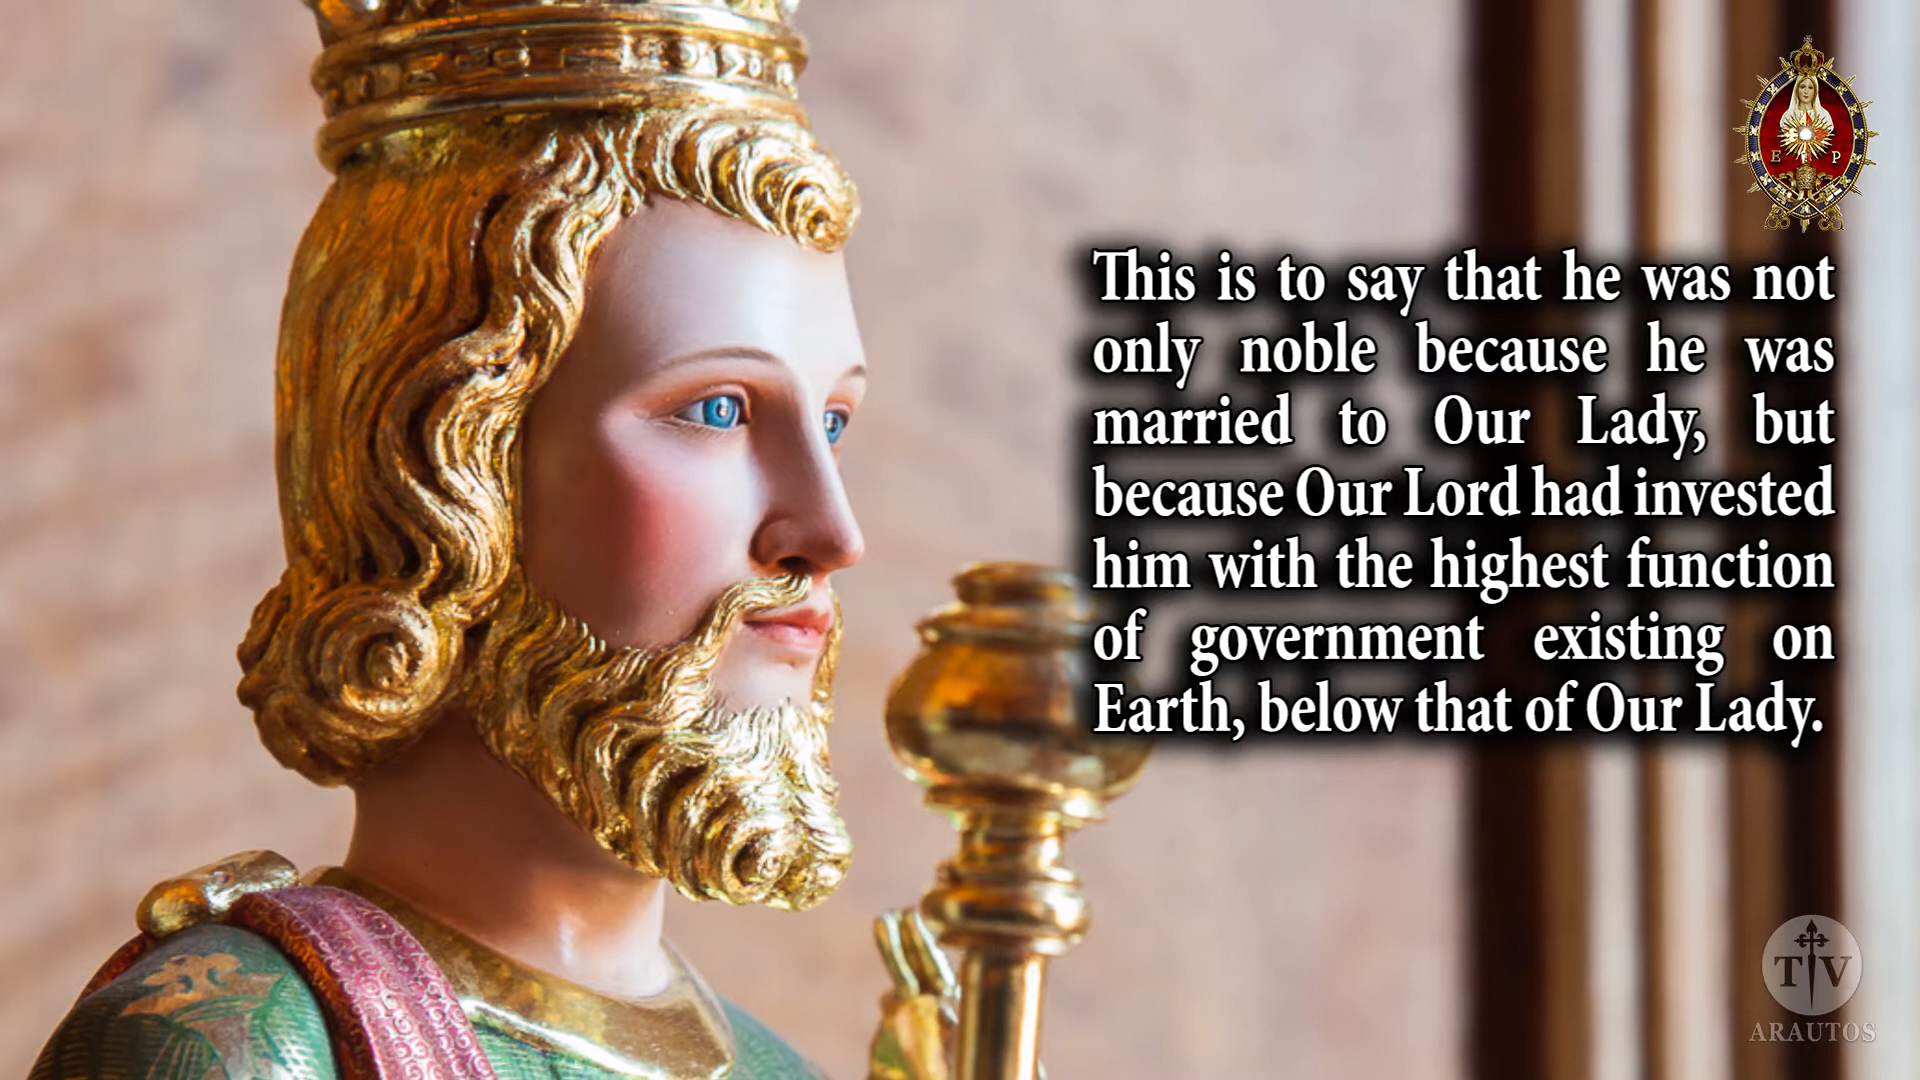 E P
This is to say that he was not
only noble because he was
married to Our Lady, but
because Our Lord had invested
him with the highest function
of government existing on
Earth, below that of Our Lady.
TV
ARAUTOS